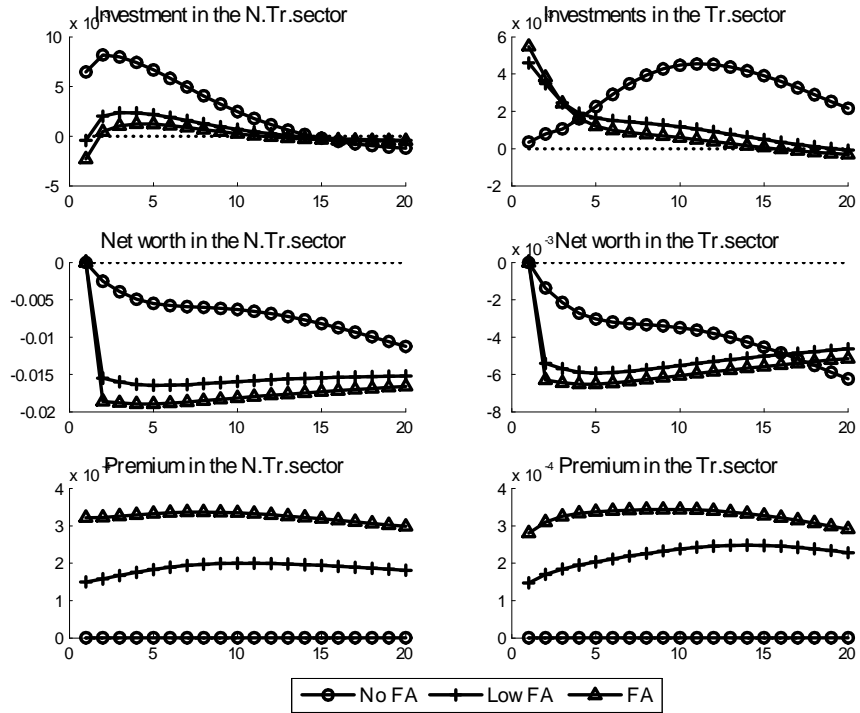 x 10
Investment in the N.Tr.sector
10
5
0
-5
0 5 10 15 20
x 10
Investments in the Tr.sector
6
4
2
0
-2
0 5 10 15 20
Net worth in the N.Tr.sector
0
-0.005
-0.01
-0.015
-0.02
0 5 10 15 20
x 10 -3
Net worth in the Tr.sector
0
-2
-4
-6
-8
0 5 10 15 20
x 10
Premium in the N.Tr.sector
4
3
2
1
0
0 5 10 15 20
x 10 -4
Premium in the Tr.sector
4
3
2
1
0
0 5 10 15 20
No FA Low FA FA